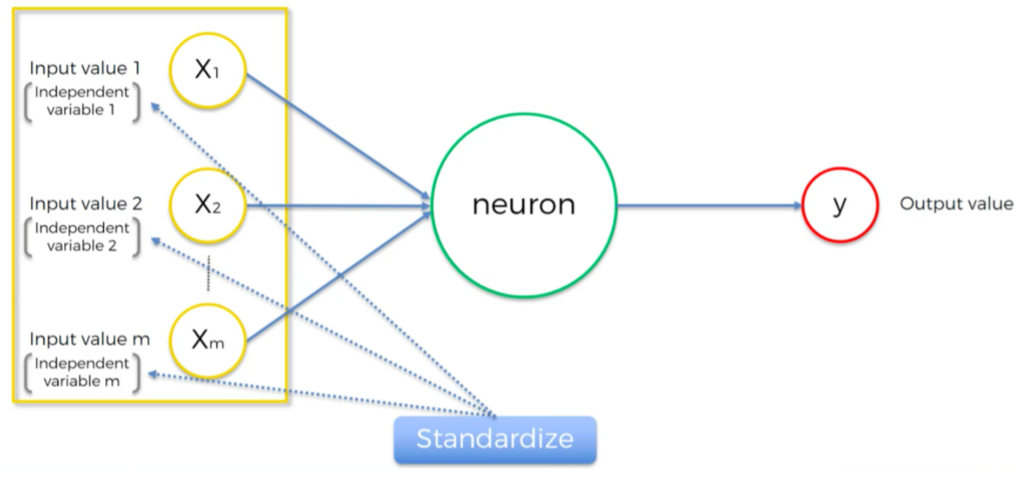 Input value 1
Independent
variable 1
X1
Input value 2
Independent
variable 2
X2
Input value m
Independent
variable m
Xm
neuron
y
Output value
Standardize